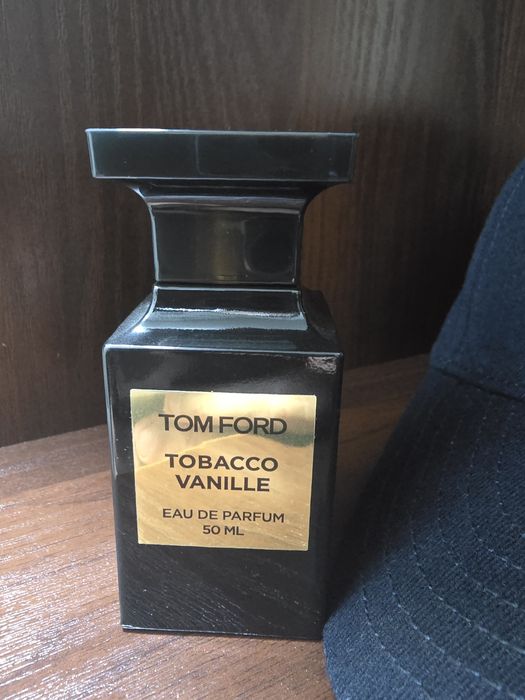 TOM FORD
TOBACCO
VANILLE
EAU DE PARFUM
50 ML